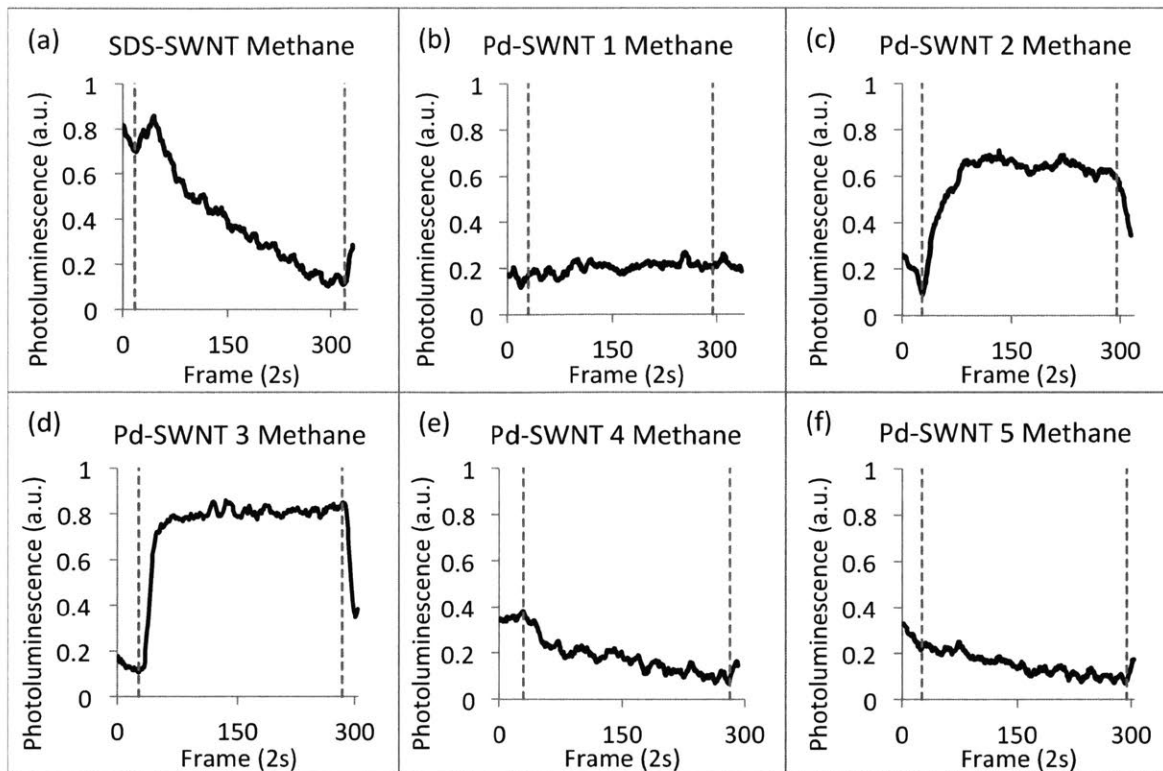 (a) SDS-SWNT Methane
Photoluminescence (a.u.)
1
0.8
0.6
0.4
0.2
0
0 150 300
Frame (2s)
(b) Pd-SWNT 1 Methane
Photoluminescence (a.u.)
1
0.8
0.6
0.4
0.2
0
0 150 300
Frame (2s)
(c) Pd-SWNT 2 Methane
Photoluminescence (a.u.)
1
0.8
0.6
0.4
0.2
0
0 150 300
Frame (2s)
(d) Pd-SWNT 3 Methane
Photoluminescence (a.u.)
1
0.8
0.6
0.4
0.2
0
0 150 300
Frame (2s)
(e) Pd-SWNT 4 Methane
Photoluminescence (a.u.)
1
0.8
0.6
0.4
0.2
0
0 150 300
Frame (2s)
(f) Pd-SWNT 5 Methane
Photoluminescence (a.u.)
1
0.8
0.6
0.4
0.2
0
0 150 300
Frame (2s)